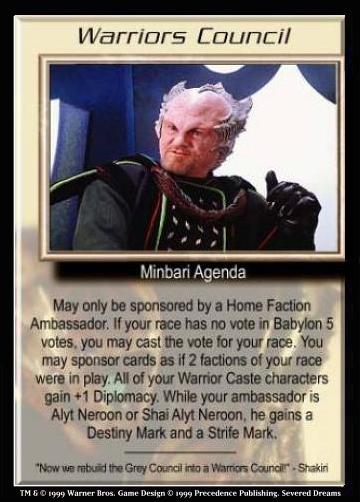 Warriors Council
Minbari Agenda
May only be sponsored by a Home Faction
Ambassador. If your race has no vote in Babylon 5
votes, you may cast the vote for your race. You
may sponsor cards as if 2 factions of your race
were in play. All of your Warrior Caste characters
gain +1 Diplomacy. While your ambassador is
Alyt Neroon or Shai Alyt Neroon, he gains a
Destiny Mark and a Strife Mark.
"Now we rebuild the Grey Council into a Warriors Council!" - Shakiri
TM & © 1999 Warner Bros. Game Design © 1999 Precedence Publishing. Severed Dreams